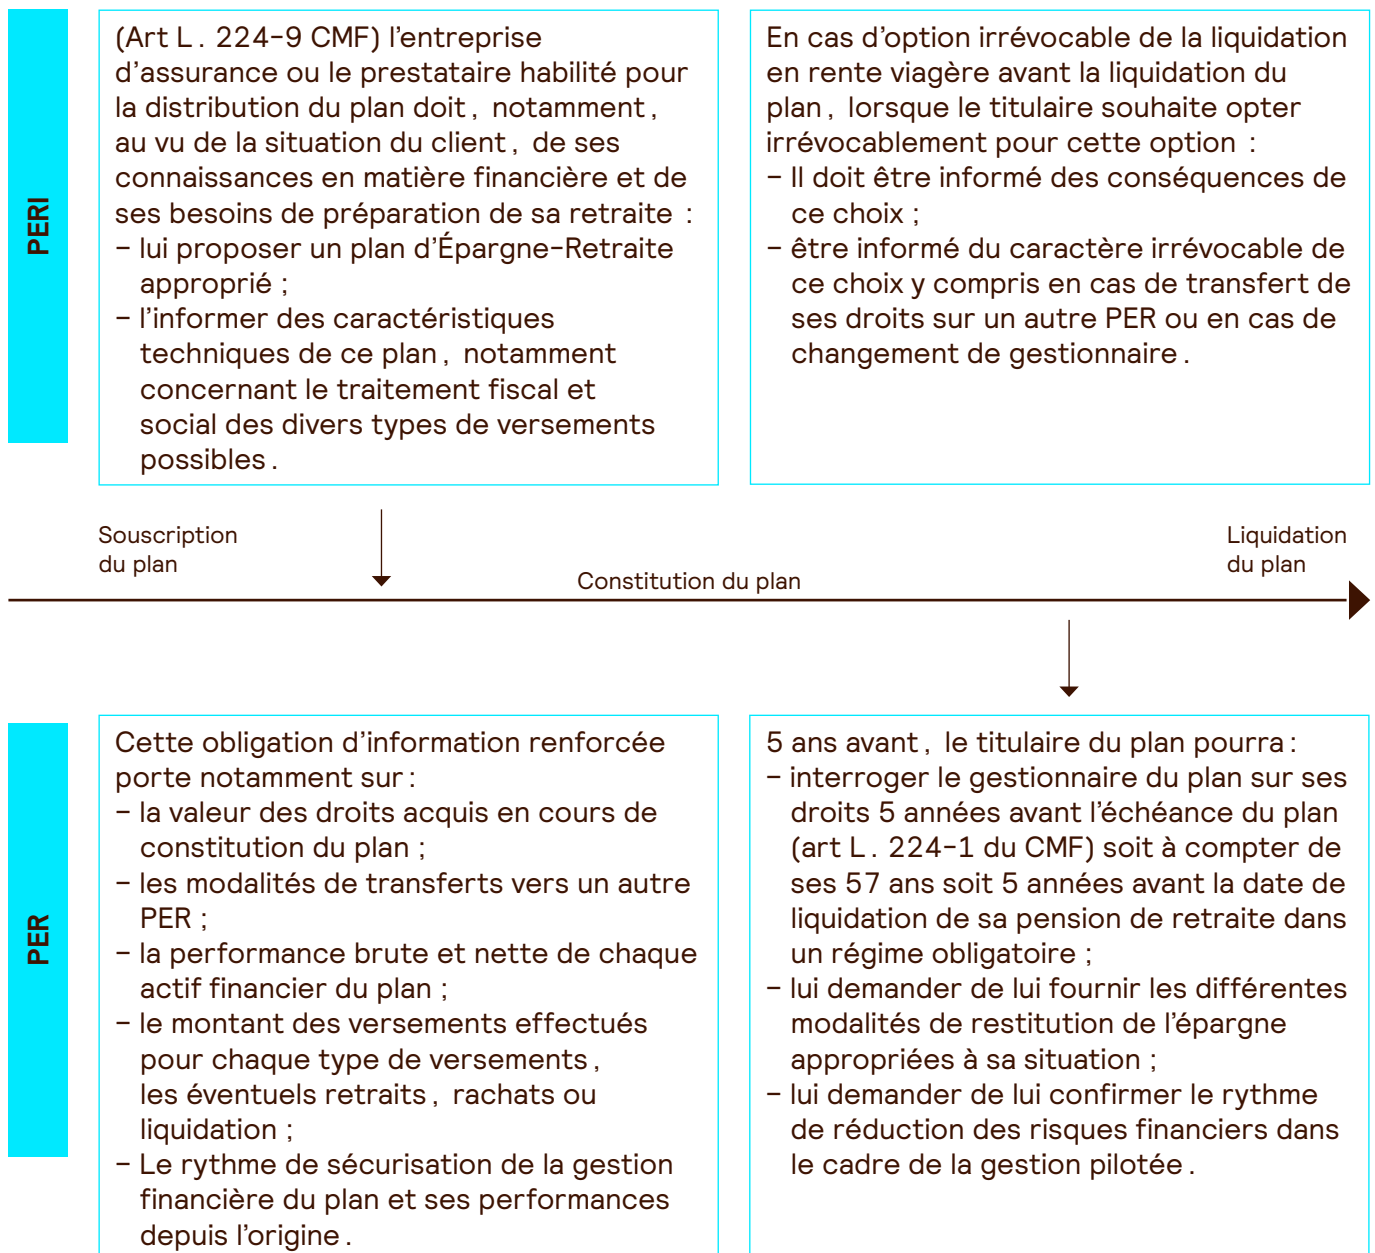 PERI
(Art L. 224-9 CMF) l'entreprise
d'assurance ou le prestataire habilité pour
la distribution du plan doit, notamment,
au vu de la situation du client, de ses
connaissances en matière financière et de
ses besoins de préparation de sa retraite :
– lui proposer un plan d'Épargne-Retraite
approprié ;
– l'informer des caractéristiques
techniques de ce plan, notamment
concernant le traitement fiscal et
social des divers types de versements
possibles.
En cas d'option irrévocable de la liquidation
en rente viagère avant la liquidation du
plan, lorsque le titulaire souhaite opter
irrévocablement pour cette option :
– Il doit être informé des conséquences de
ce choix ;
– être informé du caractère irrévocable de
ce choix y compris en cas de transfert de
ses droits sur un autre PER ou en cas de
changement de gestionnaire.
Souscription
du plan
Constitution du plan
Liquidation
du plan
PER
Cette obligation d'information renforcée
porte notamment sur :
– la valeur des droits acquis en cours de
constitution du plan ;
– les modalités de transferts vers un autre
PER ;
– la performance brute et nette de chaque
actif financier du plan ;
– le montant des versements effectués
pour chaque type de versements,
les éventuels retraits, rachats ou
liquidation ;
– Le rythme de sécurisation de la gestion
financière du plan et ses performances
depuis l'origine.
5 ans avant, le titulaire du plan pourra :
– interroger le gestionnaire du plan sur ses
droits 5 années avant l'échéance du plan
(art L. 224-1 du CMF) soit à compter de
ses 57 ans soit 5 années avant la date de
liquidation de sa pension de retraite dans
un régime obligatoire ;
– lui demander de lui fournir les différentes
modalités de restitution de l'épargne
appropriées à sa situation ;
– lui demander de lui confirmer le rythme
de réduction des risques financiers dans
le cadre de la gestion pilotée.